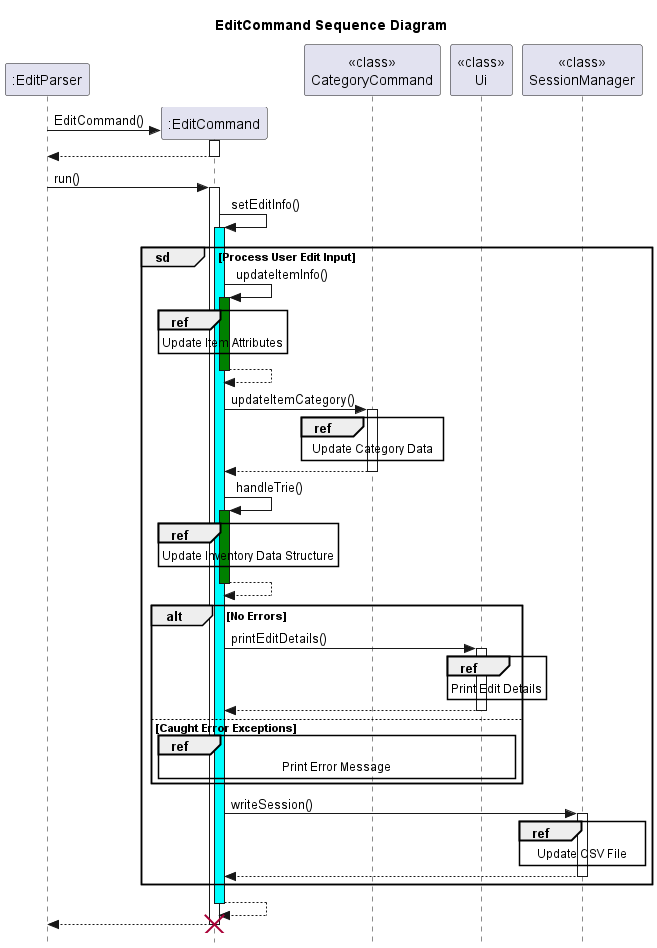 EditCommand Sequence Diagram
:EditParser
«class»
CategoryCommand
«class»
Ui
«class»
SessionManager
EditCommand()
:EditCommand
run()
setEditInfo()
sd
[Process User Edit Input]
updateItemInfo()
ref
Update Item Attributes
updateItemCategory()
ref
Update Category Data
handleTrie()
ref
Update Inventory Data Structure
alt
[No Errors]
printEditDetails()
ref
Print Edit Details
[Caught Error Exceptions]
ref
Print Error Message
writeSession()
ref
Update CSV File